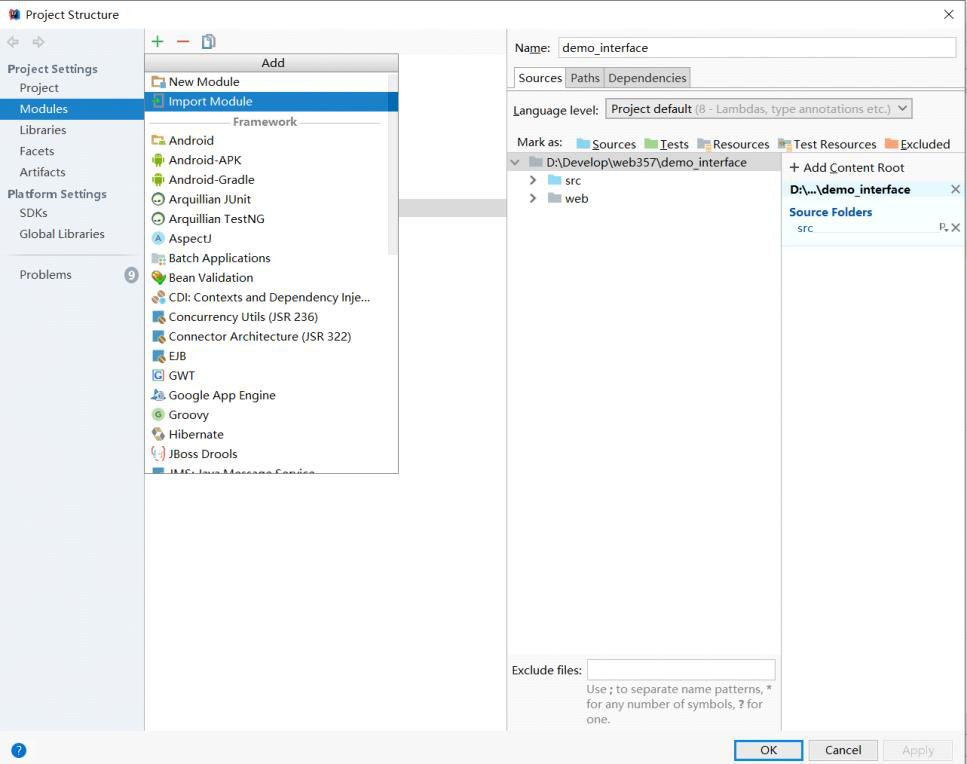 Project Structure
Project Settings
Project
Modules
Libraries
Facets
Artifacts
Platform Settings
SDKs
Global Libraries
Problems
9
Add
New Module
Import Module
Framework
Android
Android-APK
Android-Gradle
Arquillian JUnit
Arquillian TestNG
AspectJ
Batch Applications
Bean Validation
CDI: Contexts and Dependency Inje...
Concurrency Utils (JSR 236)
Connector Architecture (JSR 322)
EJB
GWT
Google App Engine
Groovy
Hibernate
JBoss Drools
JMS: Java Message Service
Name: demo_interface
Sources Paths Dependencies
Language level: Project default (8 - Lambdas, type annotations etc.)
Mark as: Sources Tests Resources Test Resources Excluded
D:\Develop\web357\demo_interface
src
web
+ Add Content Root
D:\...\demo_interface
Source Folders
src
Exclude files:
Use ; to separate name patterns, *
for any number of symbols, ? for
one.
OK Cancel Apply